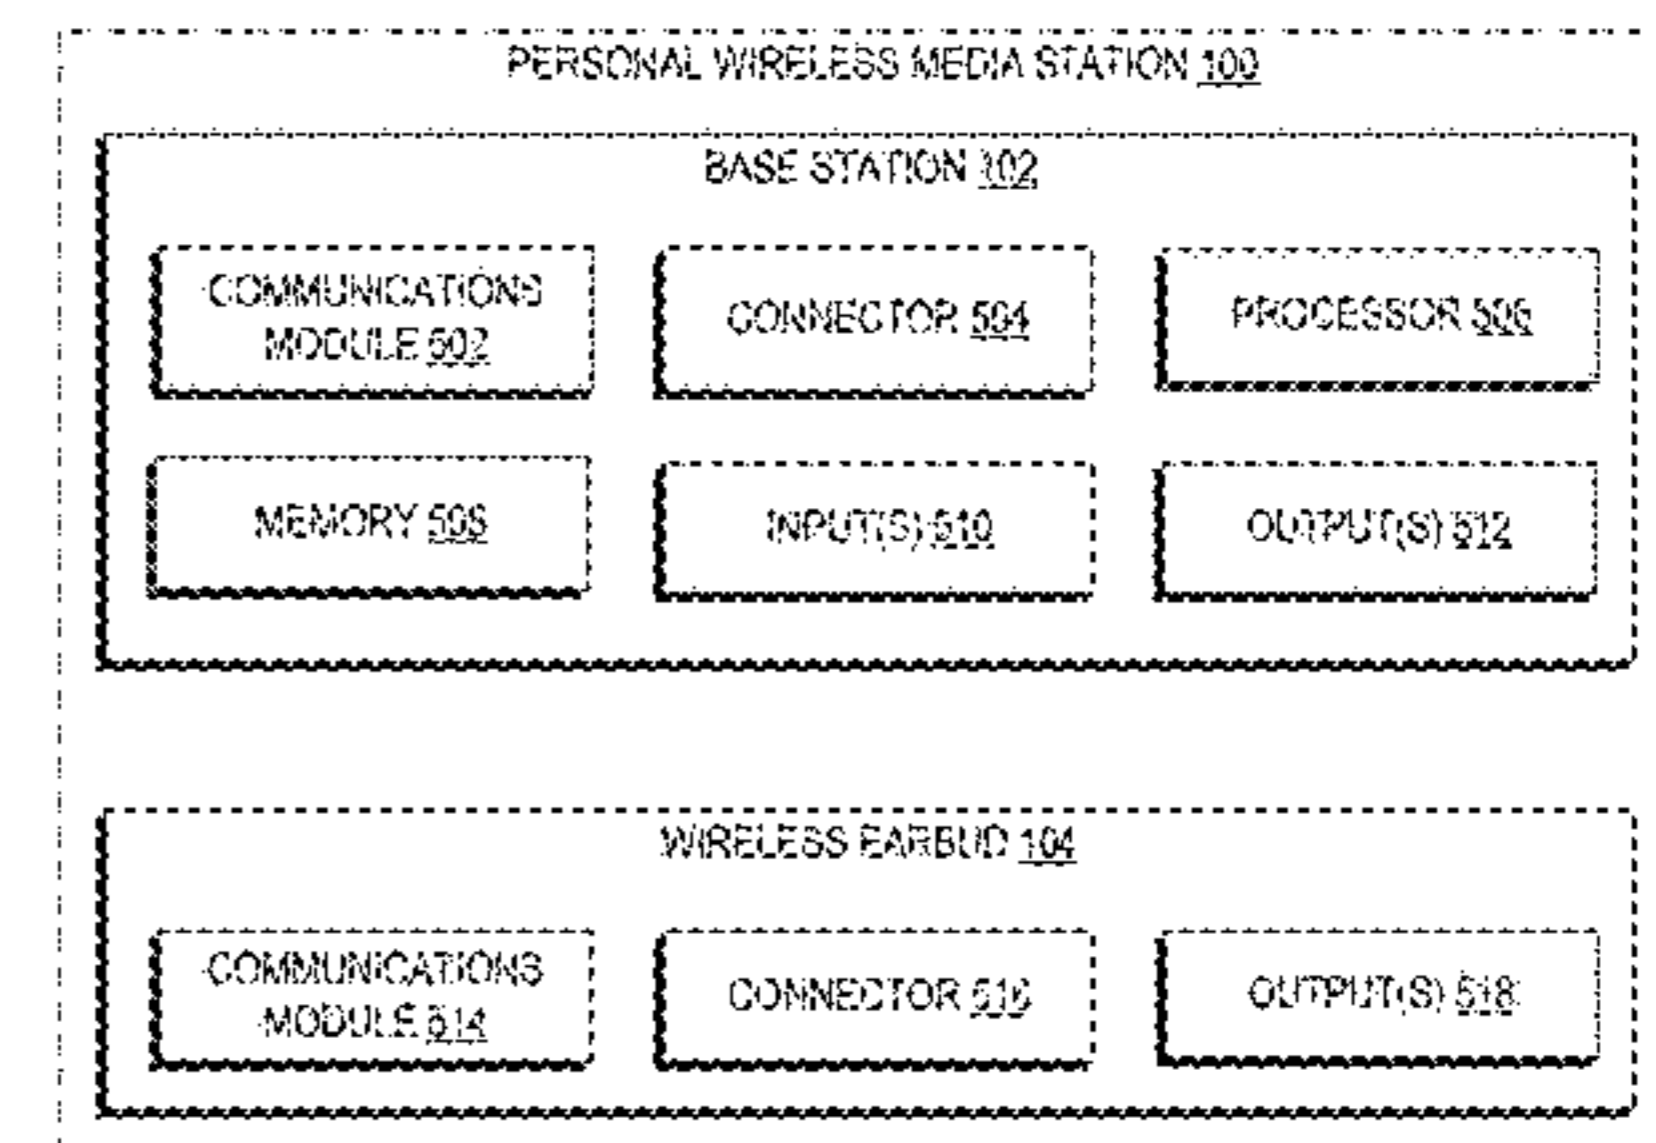 PERSONAL WIRELESS MEDIA STATION 100
BASE STATION 102
COMMUNICATIONS
MODULE 502
CONNECTOR 504
PROCESSOR 506
MEMORY 508
INPUT(S) 510
OUTPUT(S) 512
WIRELESS EARBUD 104
COMMUNICATIONS
MODULE 514
CONNECTOR 516
OUTPUT(S) 518